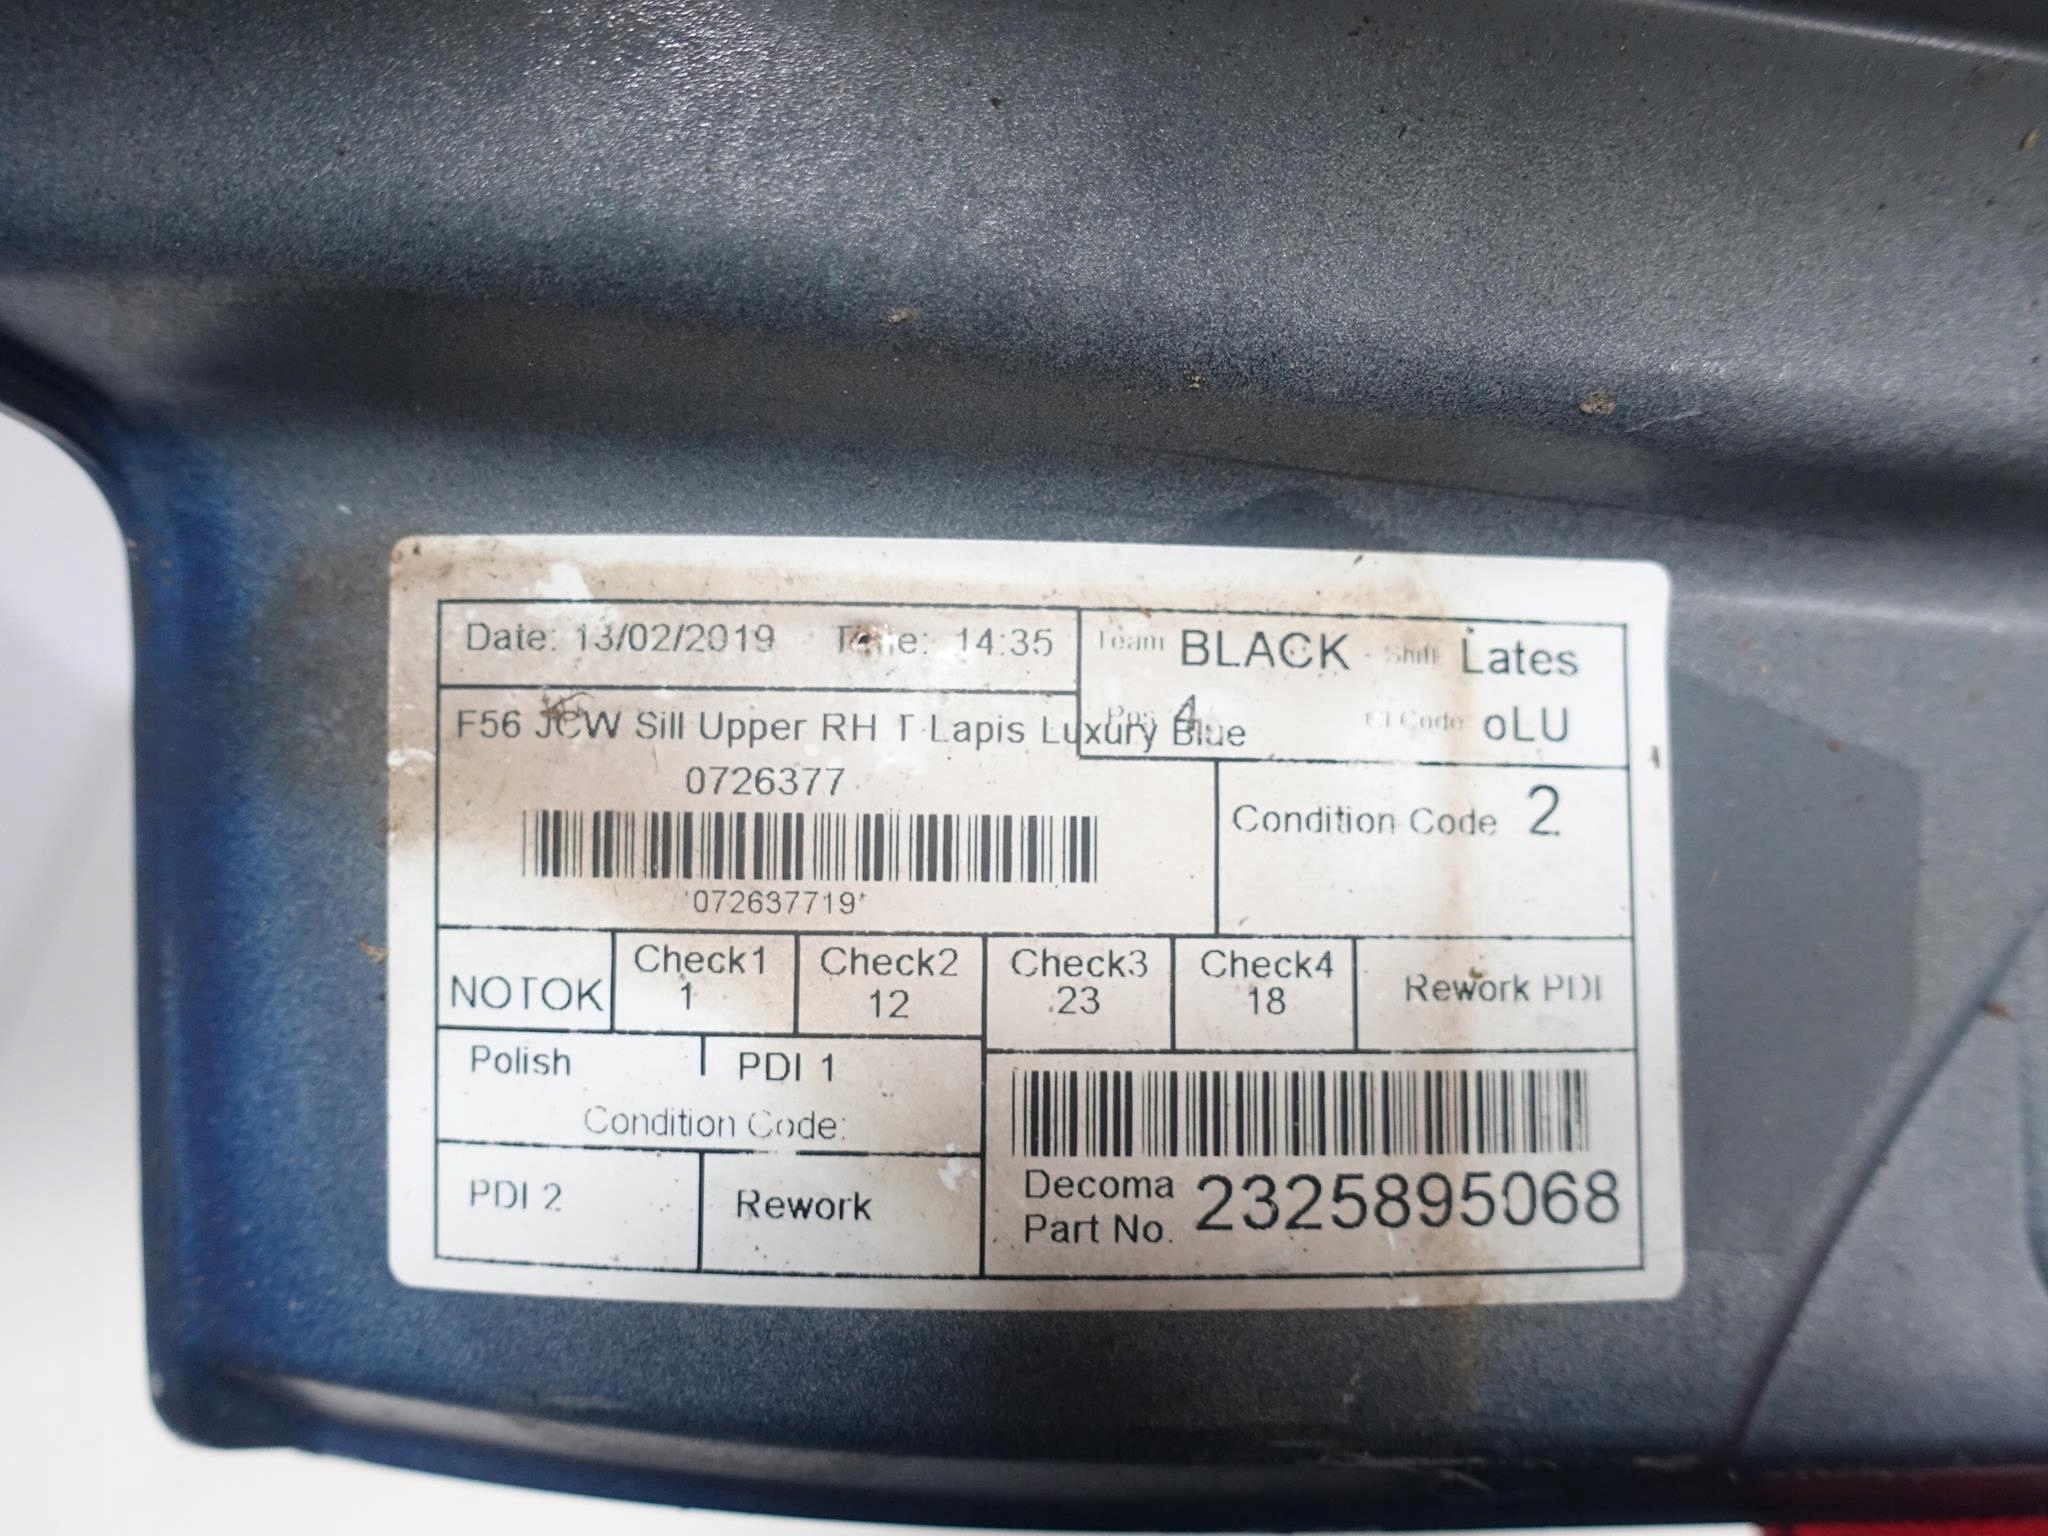 Date: 13/02/2019 Time: 14:35
Team BLACK - Shift Lates
Pos 4 Cl Code oLU
F56 JCW Sill Upper RH T Lapis Luxury Blue
0726377
Condition Code 2
*072637719*
NOTOK
Check1
1
Check2
12
Check3
23
Check4
18
Rework PDI
Polish
PDI 1
Condition Code:
PDI 2
Rework
Decoma
Part No. 2325895068